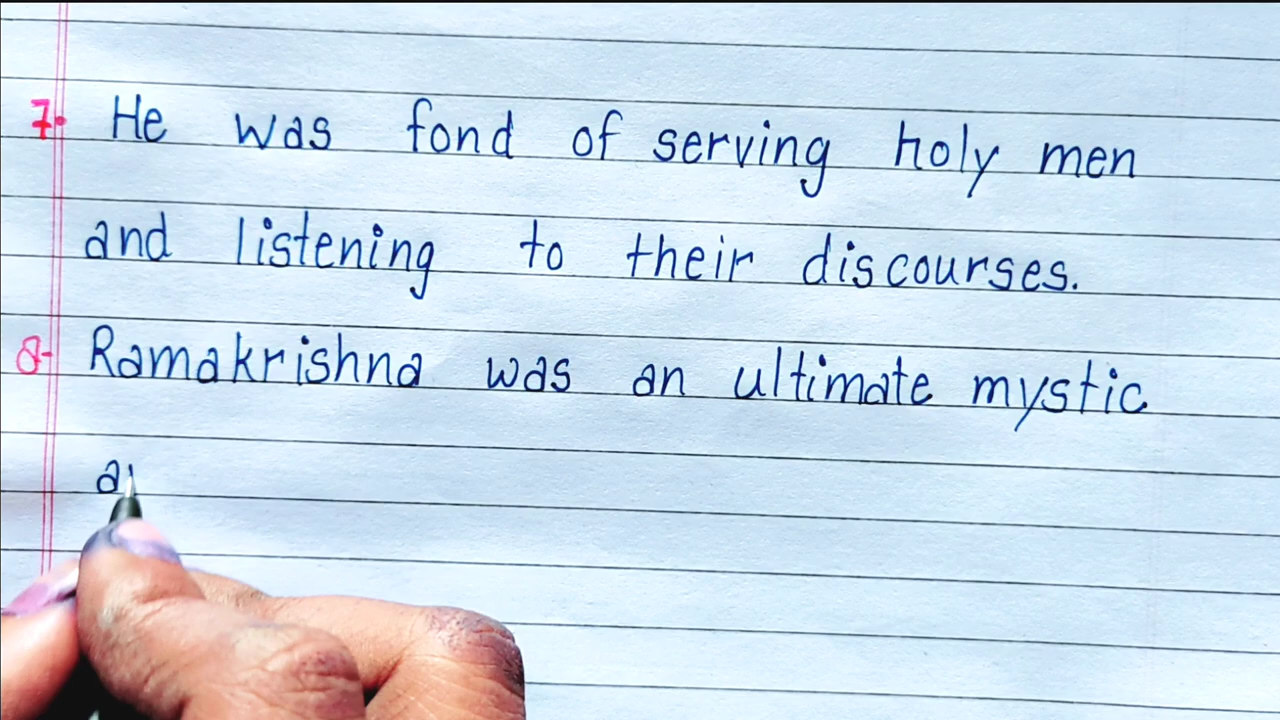 7. He was fond of serving holy men
and listening to their discourses.
8- Ramakrishna was an ultimate mystic